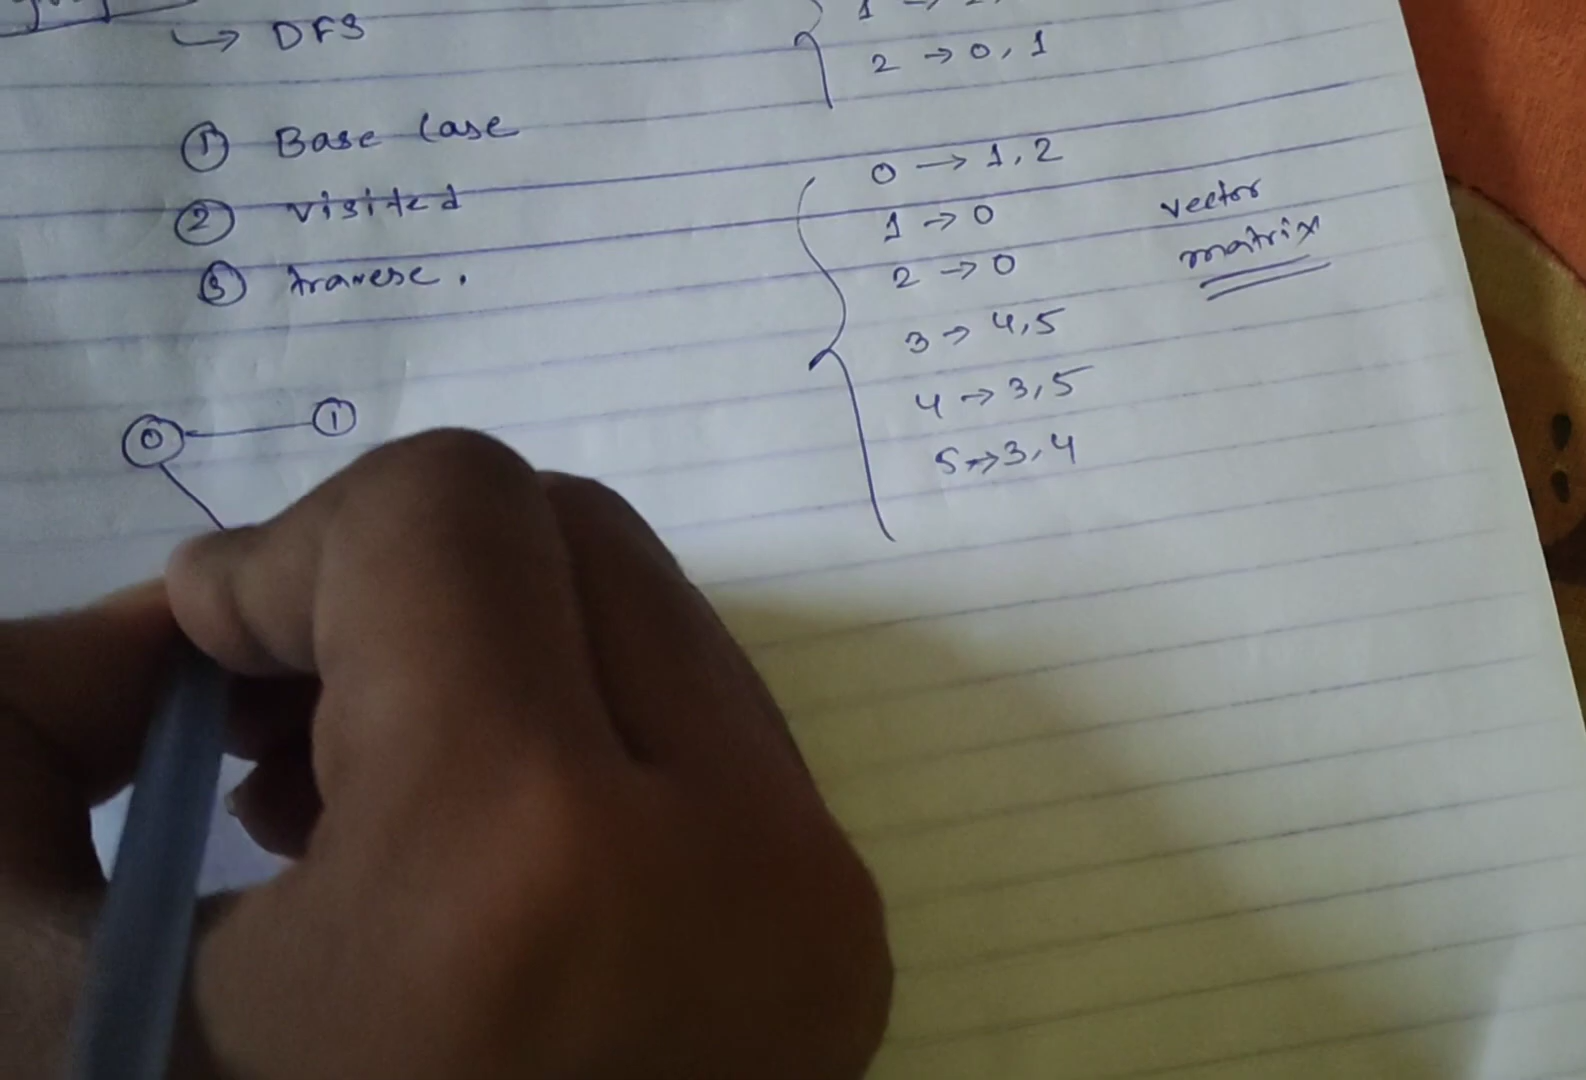 ↳ DFS
① Base Case
② visited
③ travese.
2 → 0, 1
0 → 1, 2
1 → 0
2 → 0
3 → 4, 5
4 → 3, 5
5 → 3, 4
vector
matrix
0 1